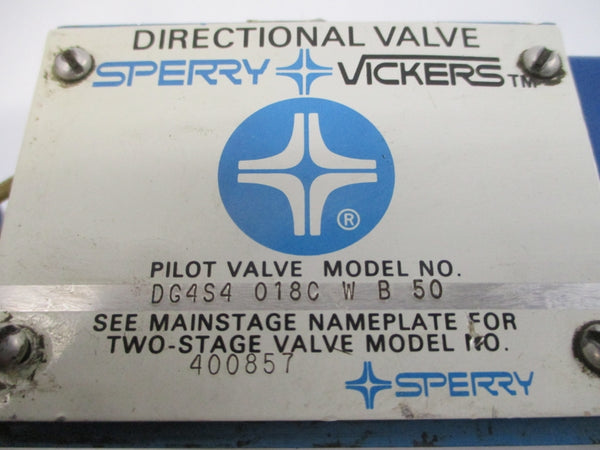 DIRECTIONAL VALVE
SPERRY VICKERS TM
®
PILOT VALVE MODEL NO.
DG4S4 018C W B 50
SEE MAINSTAGE NAMEPLATE FOR
TWO-STAGE VALVE MODEL NO.
400857
SPERRY